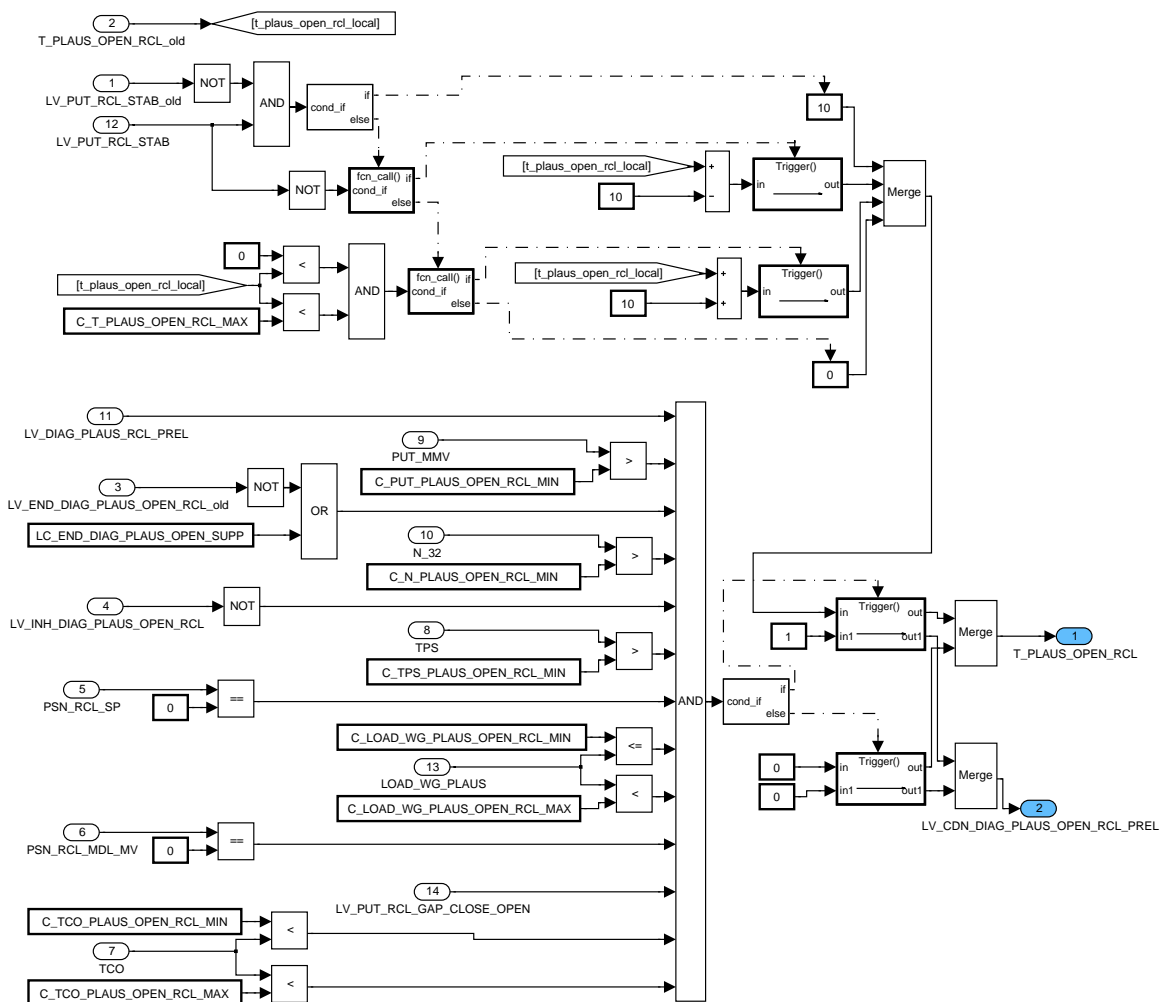 2
[t_plaus_open_rcl_local]
T_PLAUS_OPEN_RCL_old
1
NOT
LV_PUT_RCL_STAB_old
AND
cond_if
if
else
10
12
LV_PUT_RCL_STAB
NOT
fcn_call()
cond_if
if
else
[t_plaus_open_rcl_local]
10
+
−
Trigger()
in
out
Merge
0
<
[t_plaus_open_rcl_local]
<
C_T_PLAUS_OPEN_RCL_MAX
AND
fcn_call()
cond_if
if
else
[t_plaus_open_rcl_local]
10
+
+
Trigger()
in
out
0
11
LV_DIAG_PLAUS_RCL_PREL
9
PUT_MMV
C_PUT_PLAUS_OPEN_RCL_MIN
>
3
NOT
LV_END_DIAG_PLAUS_OPEN_RCL_old
LC_END_DIAG_PLAUS_OPEN_SUPP
OR
10
N_32
C_N_PLAUS_OPEN_RCL_MIN
>
4
NOT
LV_INH_DIAG_PLAUS_OPEN_RCL
8
TPS
C_TPS_PLAUS_OPEN_RCL_MIN
>
5
PSN_RCL_SP
0
==
C_LOAD_WG_PLAUS_OPEN_RCL_MIN
<=
13
LOAD_WG_PLAUS
C_LOAD_WG_PLAUS_OPEN_RCL_MAX
<
6
PSN_RCL_MDL_MV
0
==
14
LV_PUT_RCL_GAP_CLOSE_OPEN
C_TCO_PLAUS_OPEN_RCL_MIN
<
7
TCO
C_TCO_PLAUS_OPEN_RCL_MAX
<
AND
cond_if
if
else
Trigger()
in
out
1
in1
out1
Merge
1
T_PLAUS_OPEN_RCL
Trigger()
0
in
out
0
in1
out1
Merge
2
LV_CDN_DIAG_PLAUS_OPEN_RCL_PREL